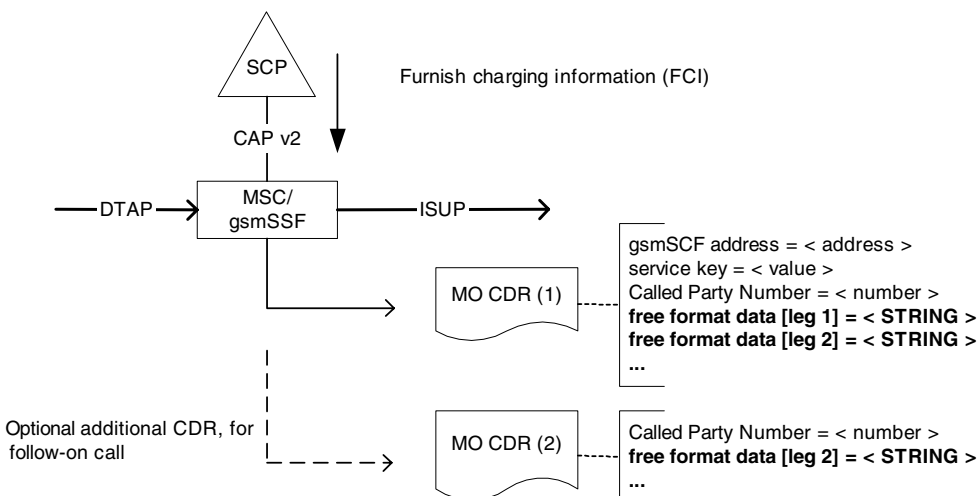 SCP
Furnish charging information (FCI)
CAP v2
DTAP
MSC/
gsmSSF
ISUP
MO CDR (1)
gsmSCF address = < address >
service key = < value >
Called Party Number = < number >
free format data [leg 1] = < STRING >
free format data [leg 2] = < STRING >
...
Optional additional CDR, for
follow-on call
MO CDR (2)
Called Party Number = < number >
free format data [leg 2] = < STRING >
...